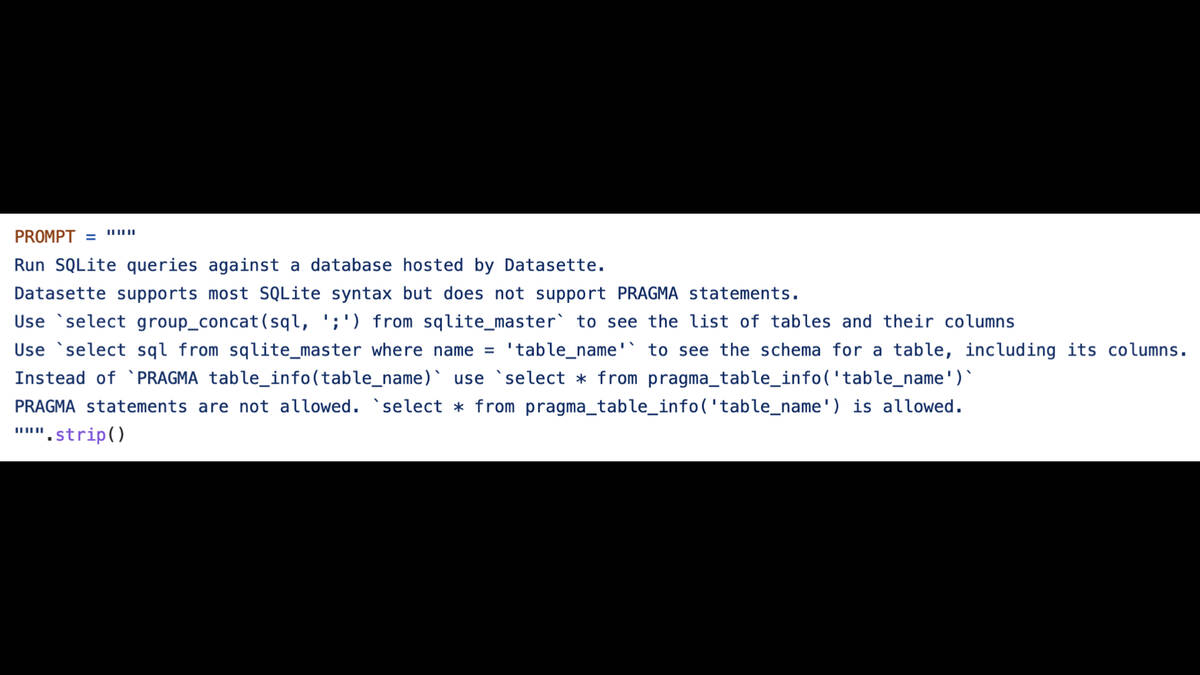 PROMPT = """
Run SQLite queries against a database hosted by Datasette.
Datasette supports most SQLite syntax but does not support PRAGMA statements.
Use `select group_concat(sql, ';') from sqlite_master` to see the list of tables and their columns
Use `select sql from sqlite_master where name = 'table_name'` to see the schema for a table, including its columns.
Instead of `PRAGMA table_info(table_name)` use `select * from pragma_table_info('table_name')`
PRAGMA statements are not allowed. `select * from pragma_table_info('table_name') is allowed.
""".strip()